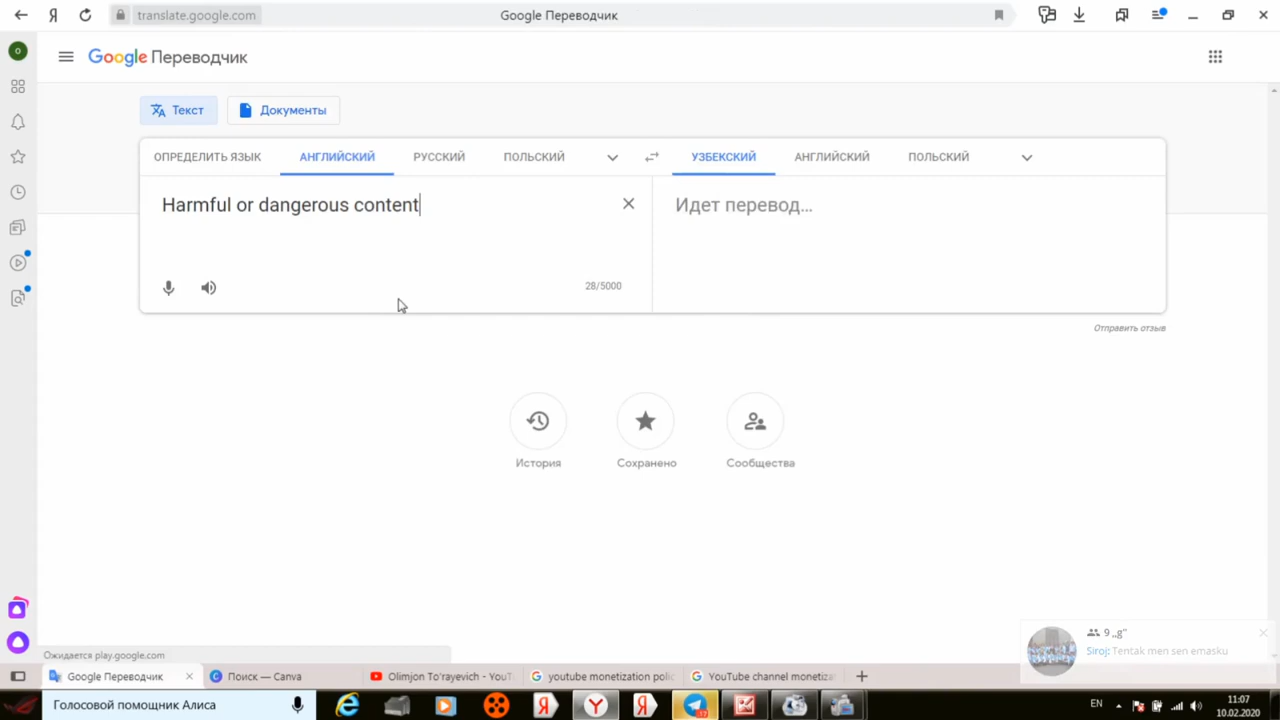 translate.google.com
Google Переводчик
Google Переводчик
Текст
Документы
ОПРЕДЕЛИТЬ ЯЗЫК
АНГЛИЙСКИЙ
РУССКИЙ
ПОЛЬСКИЙ
УЗБЕКСКИЙ
АНГЛИЙСКИЙ
ПОЛЬСКИЙ
Harmful or dangerous content
Идет перевод...
28/5000
Отправить отзыв
История
Сохранено
Сообщества
9 ,,g"
Siroj: Tentak men sen emasku
Ожидается play.google.com
Google Переводчик
Поиск — Canva
Olimjon To'rayevich - YouT
youtube monetization polic
YouTube channel monetizat
Голосовой помощник Алиса
EN
11:07
10.02.2020